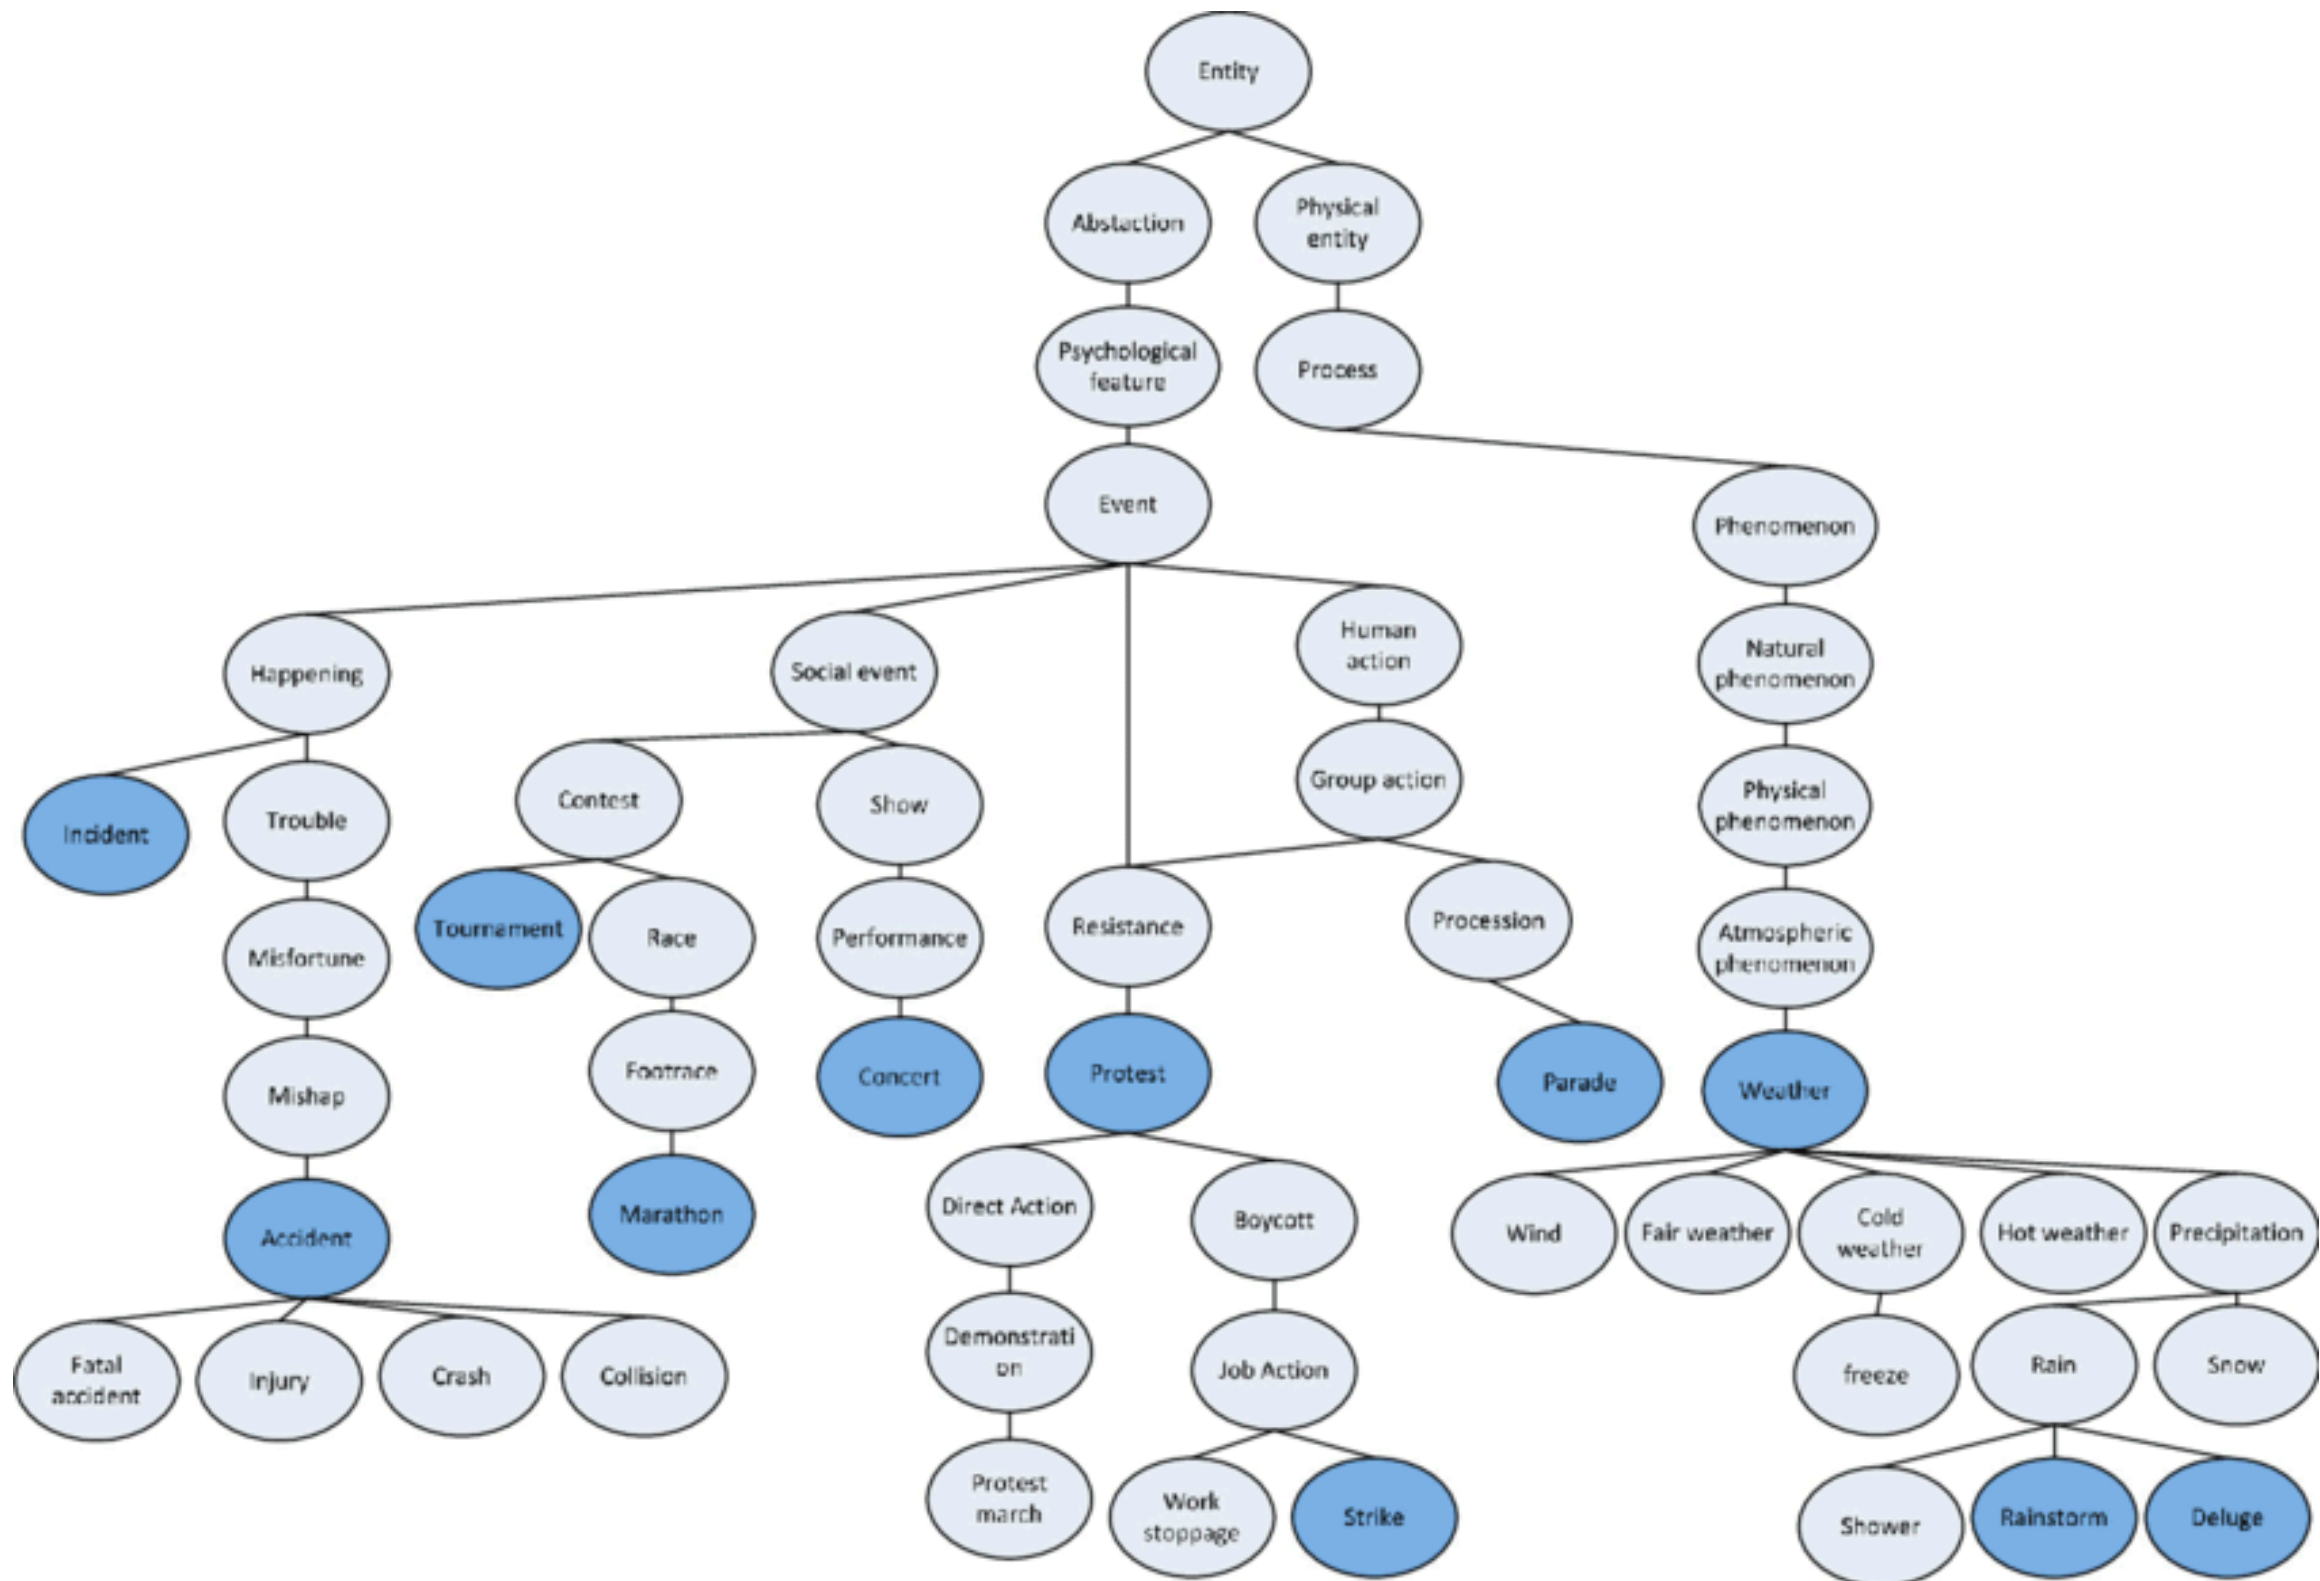 Entity
Abstaction
Physical
entity
Psychological
feature
Process
Event
Phenomenon
Happening
Social event
Human
action
Natural
phenomenon
Incident
Trouble
Contest
Show
Group action
Physical
phenomenon
Misfortune
Tournament
Race
Performance
Resistance
Procession
Atmospheric
phenomenon
Mishap
Footrace
Concert
Protest
Parade
Weather
Accident
Marathon
Direct Action
Boycott
Wind
Fair weather
Cold
weather
Hot weather
Precipitation
Fatal
accident
Injury
Crash
Collision
Demonstrati
on
Job Action
freeze
Rain
Snow
Protest
march
Work
stoppage
Strike
Shower
Rainstorm
Deluge